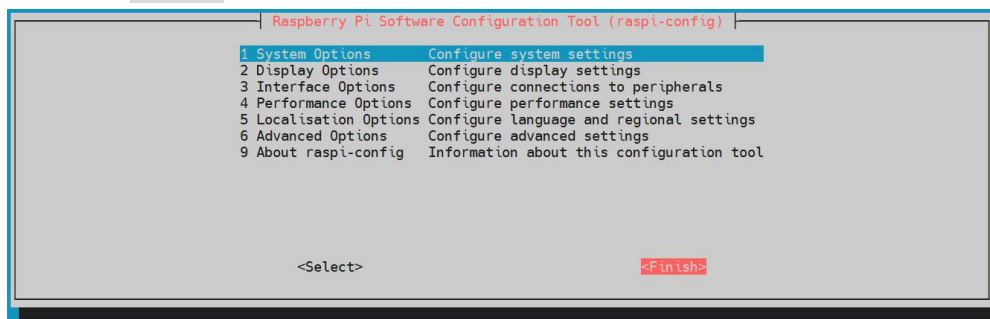 Raspberry Pi Software Configuration Tool (raspi-config)
1 System Options Configure system settings
2 Display Options Configure display settings
3 Interface Options Configure connections to peripherals
4 Performance Options Configure performance settings
5 Localisation Options Configure language and regional settings
6 Advanced Options Configure advanced settings
9 About raspi-config Information about this configuration tool
<Select> <Finish>